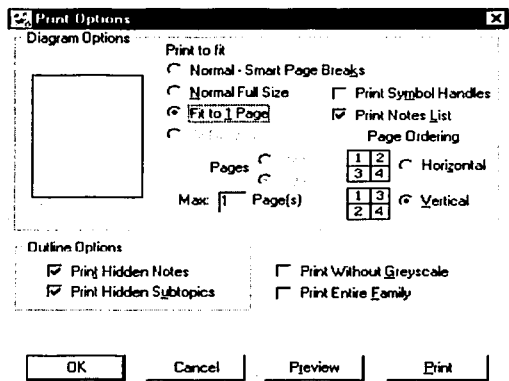 Print Options
Diagram Options
Print to fit
Normal - Smart Page Breaks
Normal Full Size
Print Symbol Handles
Fit to 1 Page
Print Notes List
Page Ordering
Pages
1 2
3 4
Horizontal
Max: 1 Page(s)
1 3
2 4
Vertical
Outline Options
Print Hidden Notes
Print Without Greyscale
Print Hidden Subtopics
Print Entire Family
OK Cancel Preview Print